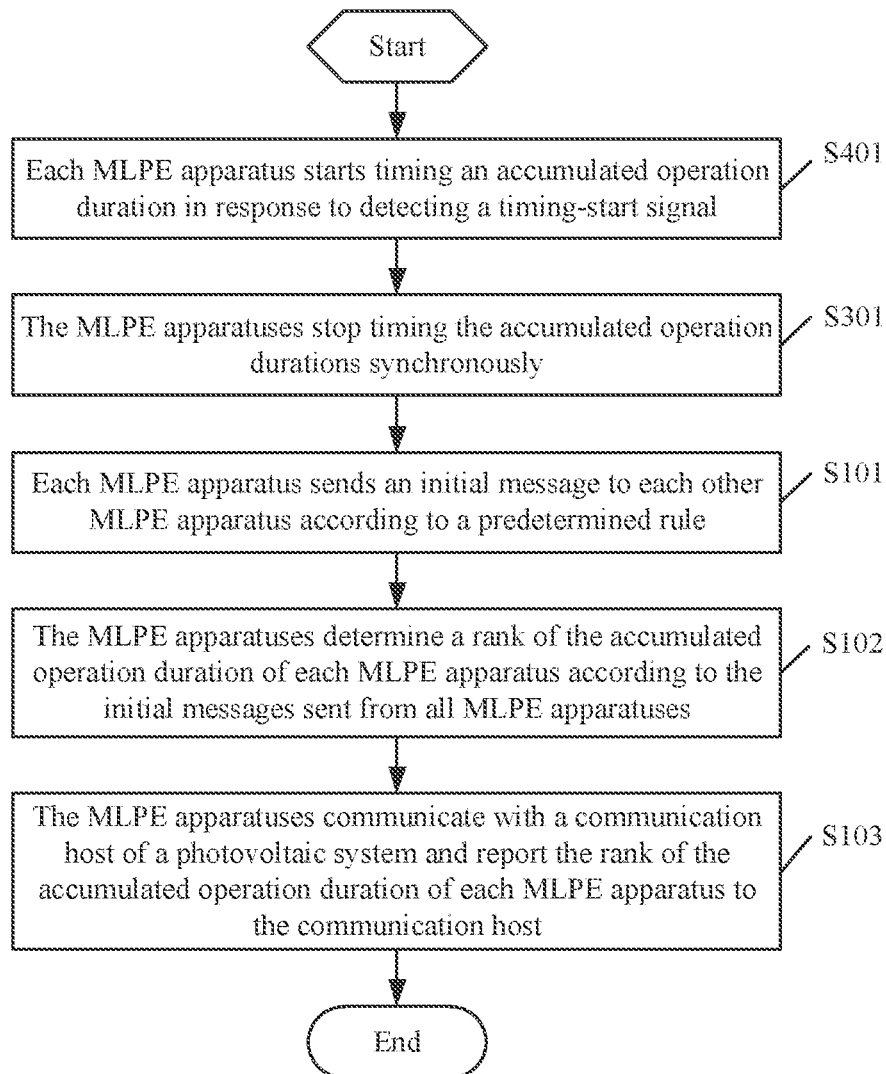 Start
Each MLPE apparatus starts timing an accumulated operation
duration in response to detecting a timing-start signal
S401
The MLPE apparatuses stop timing the accumulated operation
durations synchronously
S301
Each MLPE apparatus sends an initial message to each other
MLPE apparatus according to a predetermined rule
S101
The MLPE apparatuses determine a rank of the accumulated
operation duration of each MLPE apparatus according to the
initial messages sent from all MLPE apparatuses
S102
The MLPE apparatuses communicate with a communication
host of a photovoltaic system and report the rank of the
accumulated operation duration of each MLPE apparatus to
the communication host
S103
End